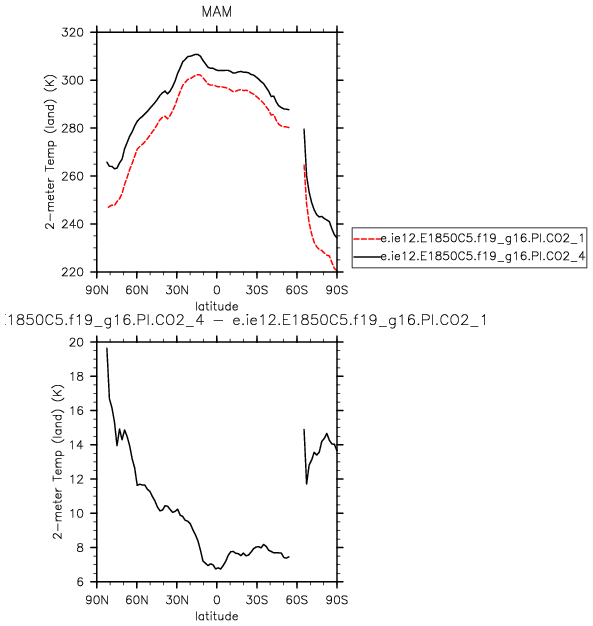 MAM
320
300
280
260
240
220
2-meter Temp (land) (K)
90N 60N 30N 0 30S 60S 90S
latitude
e.ie12.E1850C5.f19_g16.PI.CO2_1
e.ie12.E1850C5.f19_g16.PI.CO2_4
:1850C5.f19_g16.PI.CO2_4 - e.ie12.E1850C5.f19_g16.PI.CO2_1
20
18
16
14
12
10
8
6
2-meter Temp (land) (K)
90N 60N 30N 0 30S 60S 90S
latitude